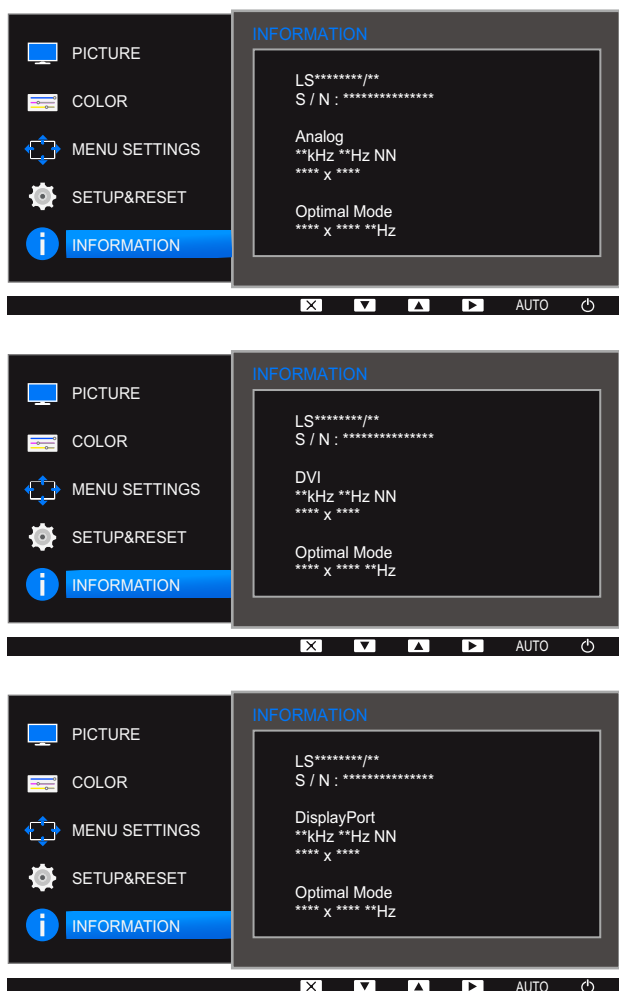 INFORMATION
PICTURE
COLOR
MENU SETTINGS
SETUP&RESET
INFORMATION
LS********/**
S / N : ***************
Analog
**kHz **Hz NN
**** x ****
Optimal Mode
**** x **** **Hz
AUTO
INFORMATION
PICTURE
COLOR
MENU SETTINGS
SETUP&RESET
INFORMATION
LS********/**
S / N : ***************
DVI
**kHz **Hz NN
**** x ****
Optimal Mode
**** x **** **Hz
AUTO
INFORMATION
PICTURE
COLOR
MENU SETTINGS
SETUP&RESET
INFORMATION
LS********/**
S / N : ***************
DisplayPort
**kHz **Hz NN
**** x ****
Optimal Mode
**** x **** **Hz
AUTO